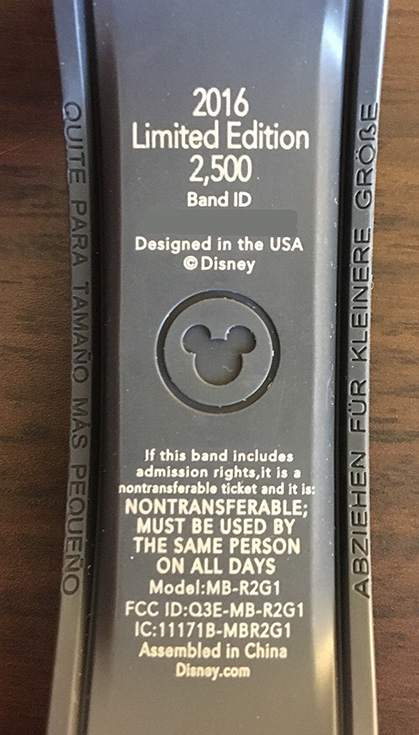 2016
Limited Edition
2,500
Band ID
Designed in the USA
©Disney
If this band includes
admission rights,it is a
nontransferable ticket and it is:
NONTRANSFERABLE;
MUST BE USED BY
THE SAME PERSON
ON ALL DAYS
Model:MB-R2G1
FCC ID:Q3E-MB-R2G1
IC:11171B-MBR2G1
Assembled in China
Disney.com
QUITE PARA TAMAÑO MÁS PEQUEÑO
ABZIEHEN FÜR KLEINERE GRÖßE